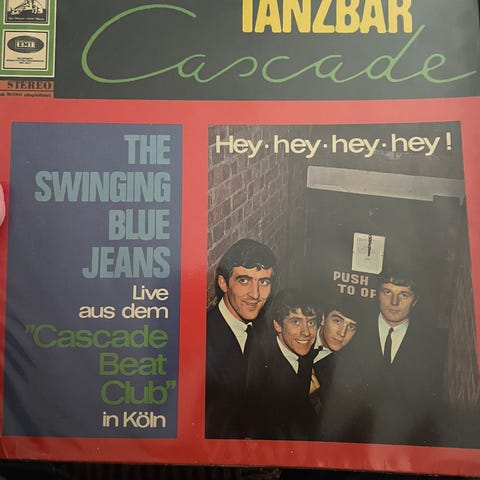 TANZBAR
Cascade
EMI
STEREO
THE
SWINGING
BLUE
JEANS
Live
aus dem
"Cascade
Beat
Club"
in Köln
Hey · hey · hey · hey!
PUSH
TO OP